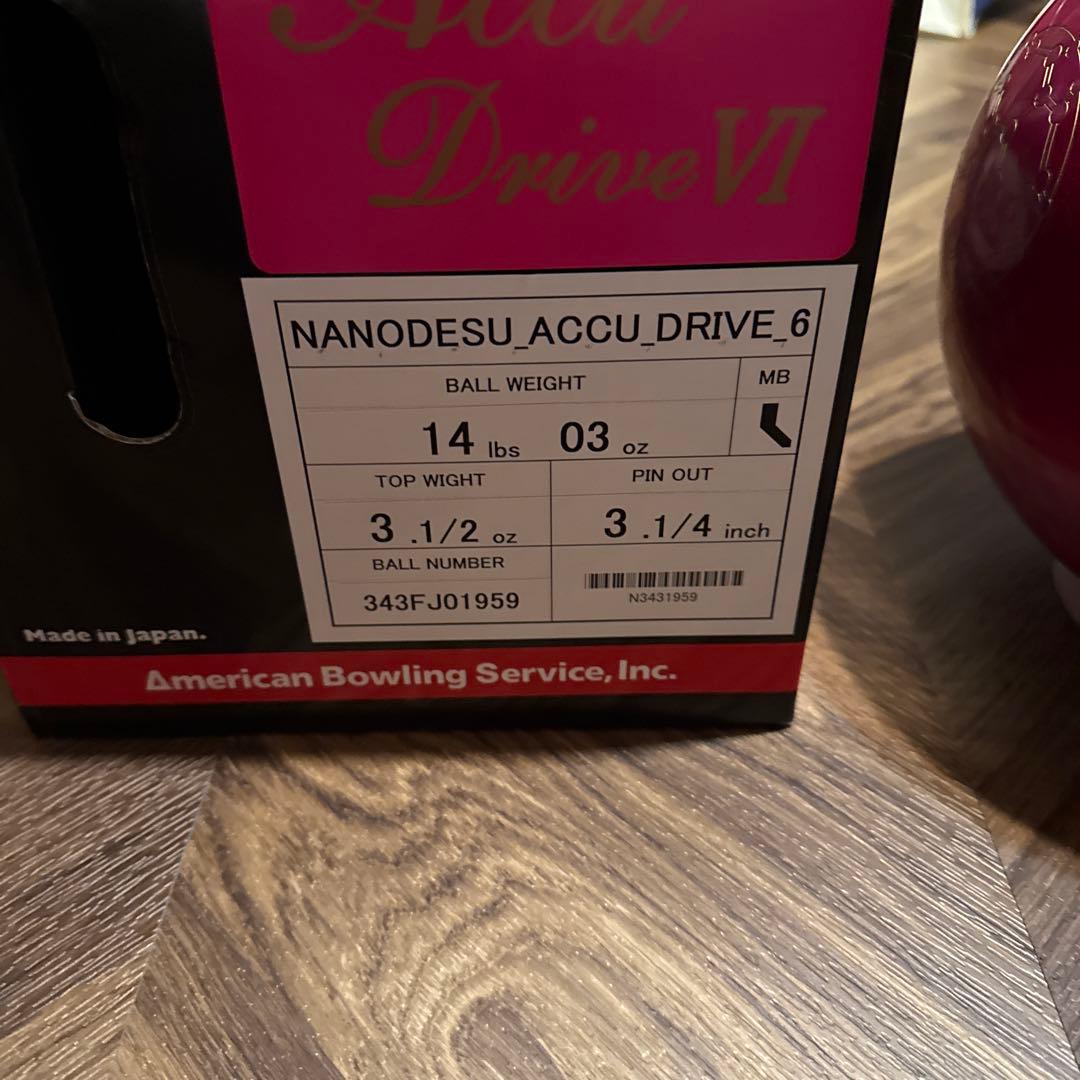 Accu
Drive VI
NANODESU_ACCU_DRIVE_6
BALL WEIGHT
MB
14 lbs 03 oz
TOP WIGHT
PIN OUT
3 .1/2 oz
3 .1/4 inch
BALL NUMBER
343FJ01959
N3431959
Made in Japan.
American Bowling Service, Inc.